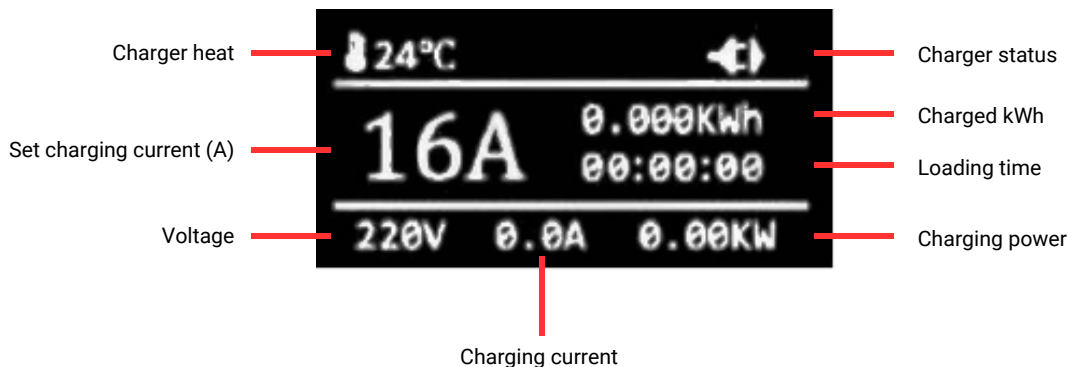 Charger heat
24°C
Charger status
Set charging current (A)
16A
0.000KWh
Charged kWh
00:00:00
Loading time
Voltage
220V 0.0A 0.00KW
Charging power
Charging current